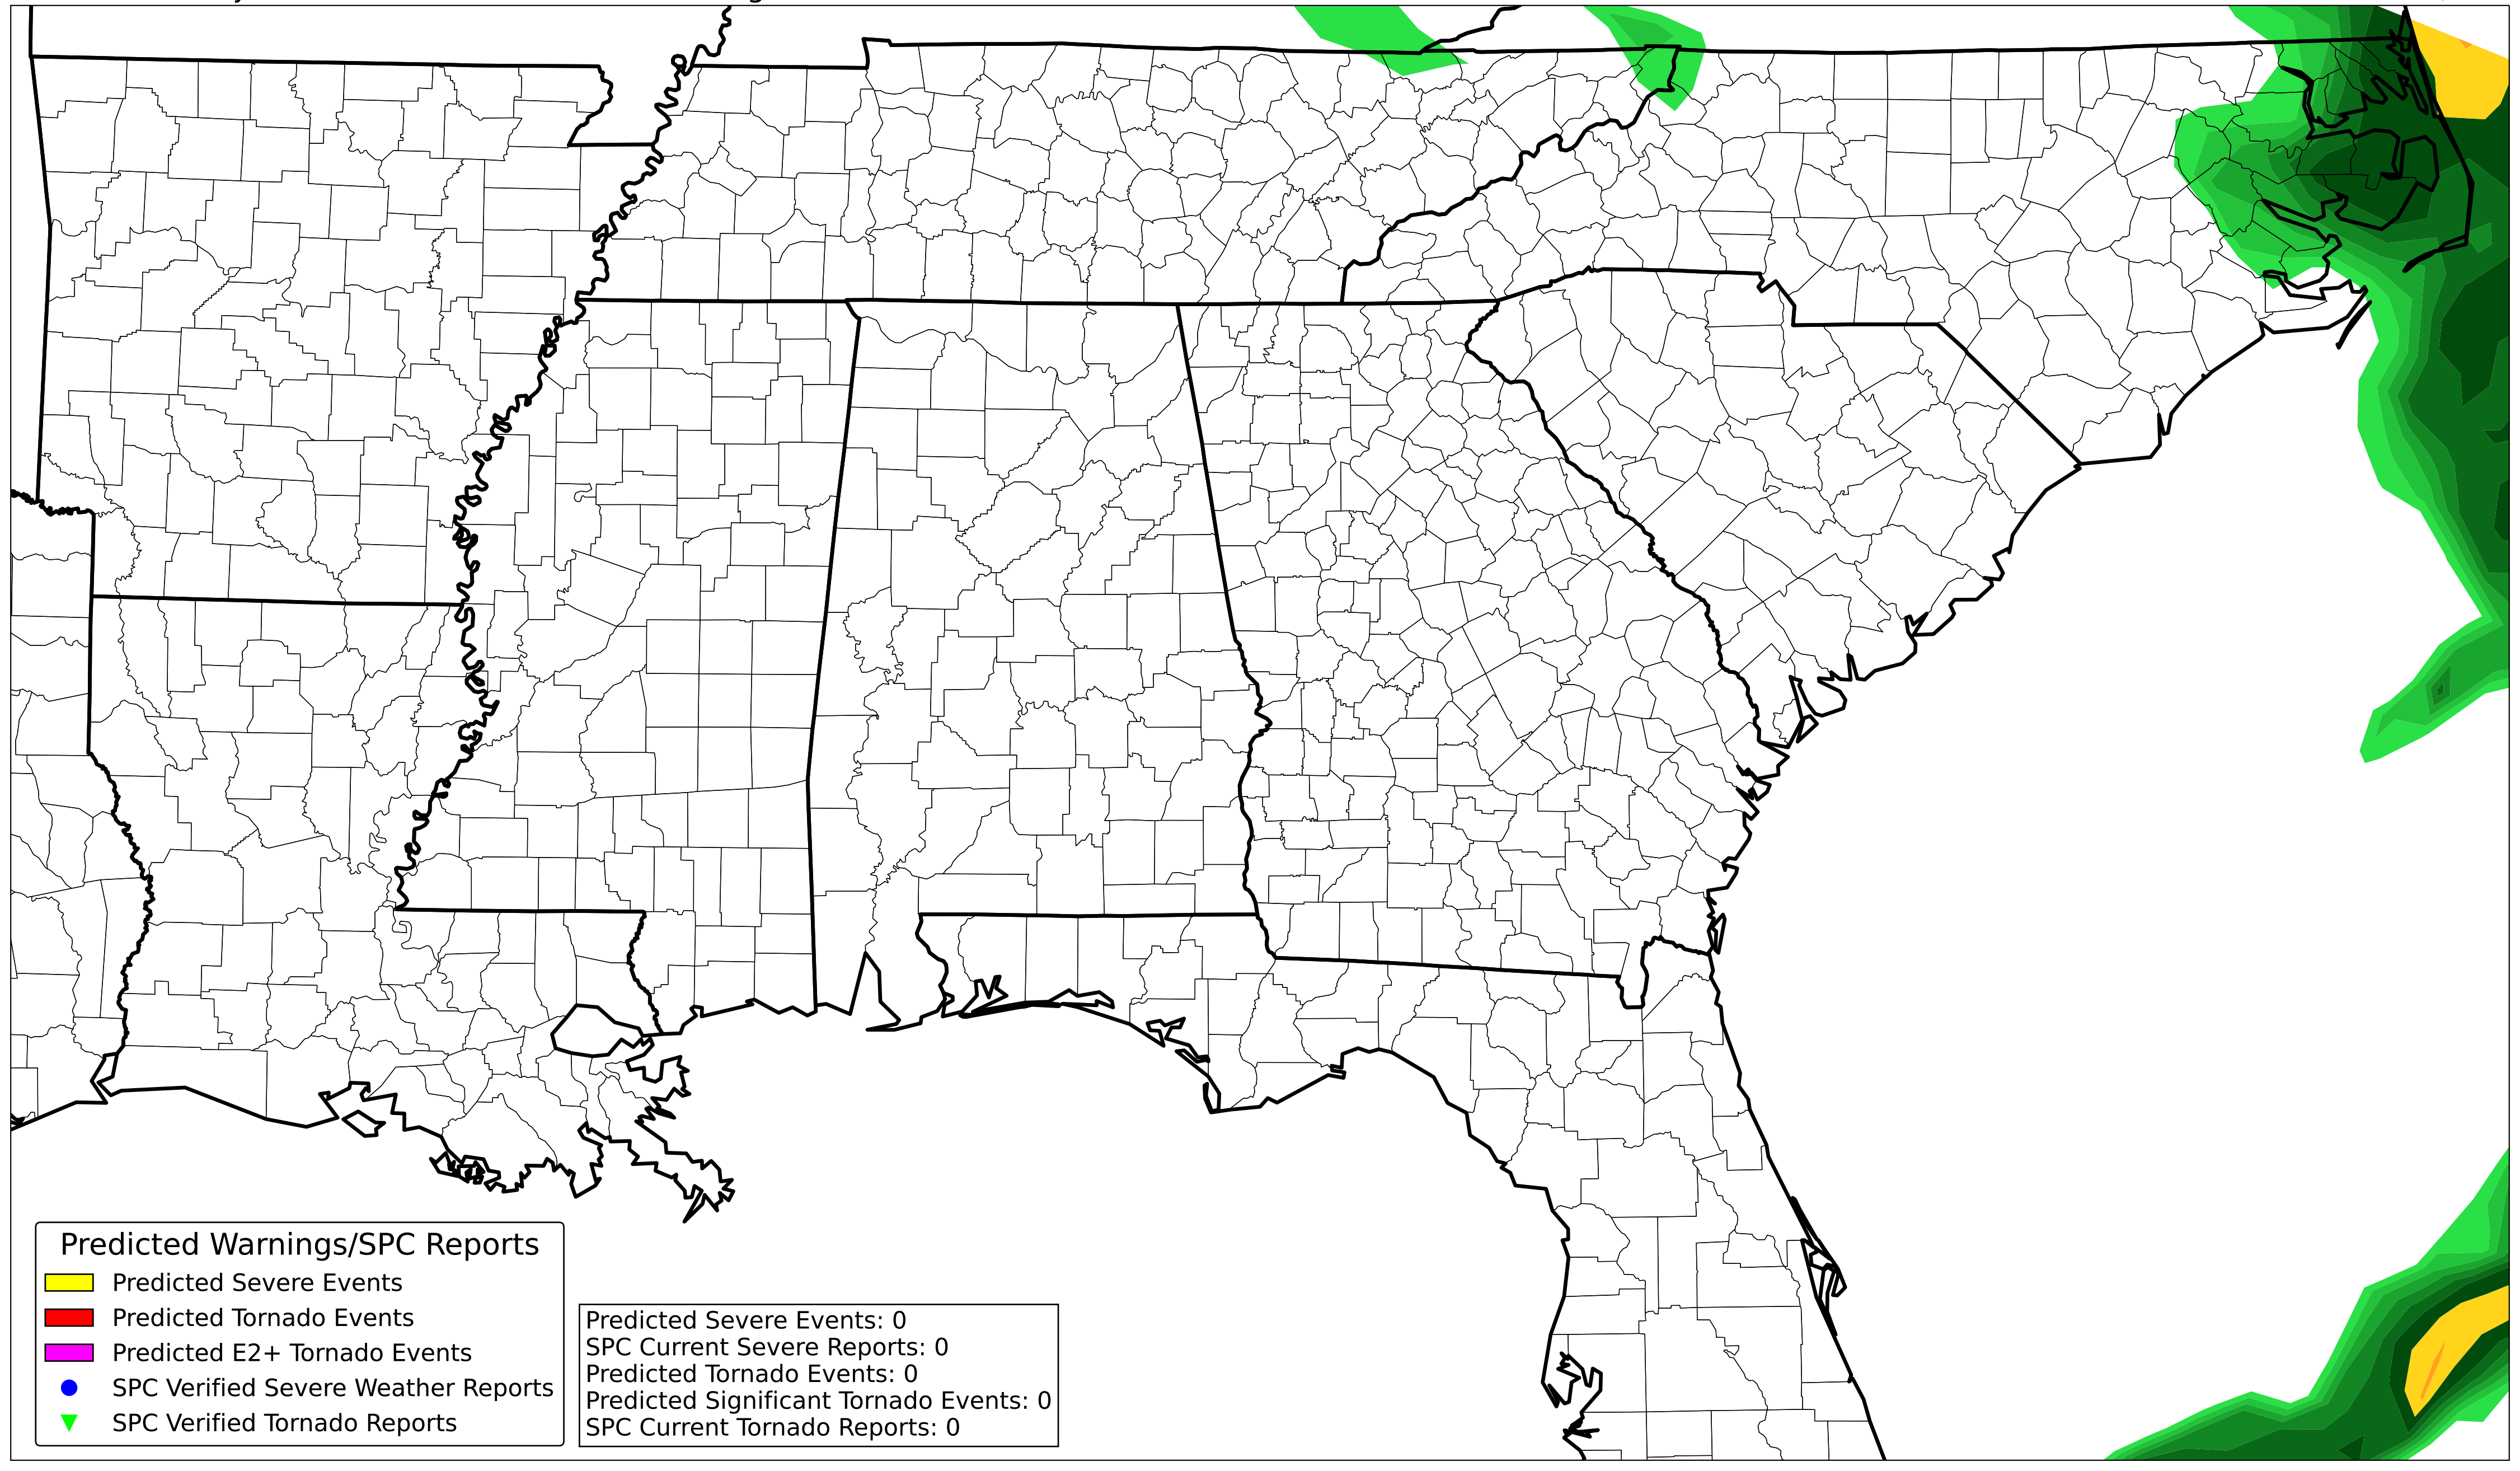 Predicted Warnings/SPC Reports
Predicted Severe Events
Predicted Tornado Events
Predicted E2+ Tornado Events
SPC Verified Severe Weather Reports
SPC Verified Tornado Reports
Predicted Severe Events: 0
SPC Current Severe Reports: 0
Predicted Tornado Events: 0
Predicted Significant Tornado Events: 0
SPC Current Tornado Reports: 0